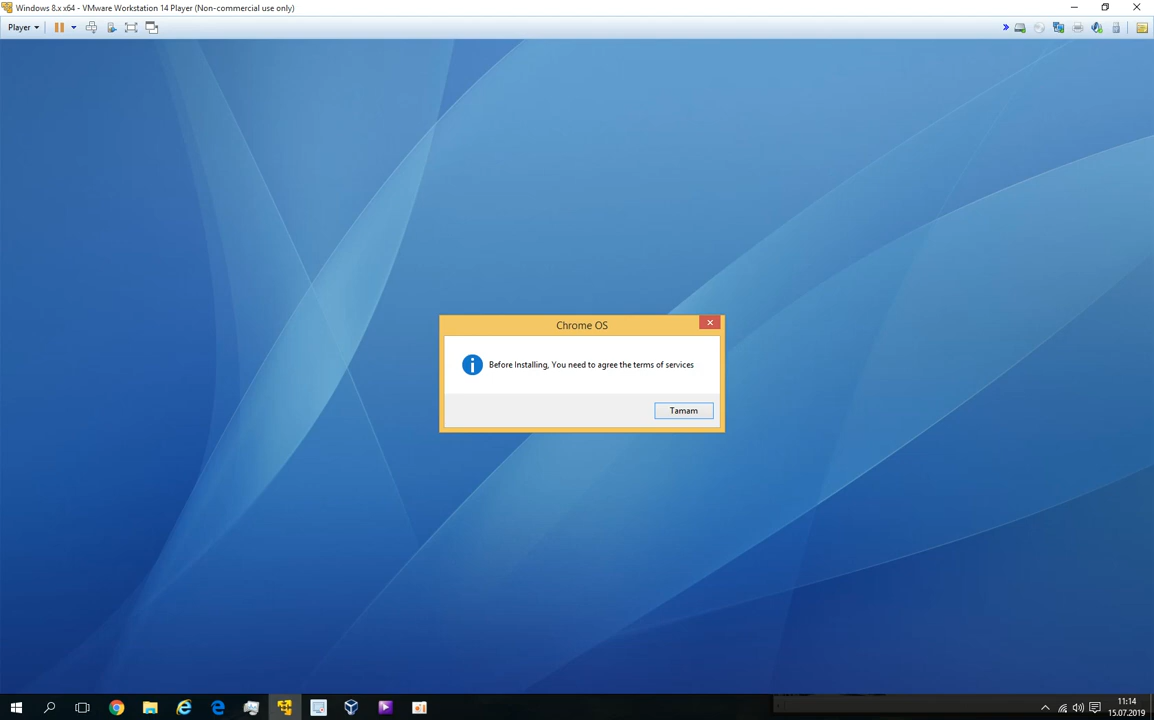 Windows 8.x x64 - VMware Workstation 14 Player (Non-commercial use only)
Player
Chrome OS
Before Installing, You need to agree the terms of services
Tamam
11:14
15.07.2019